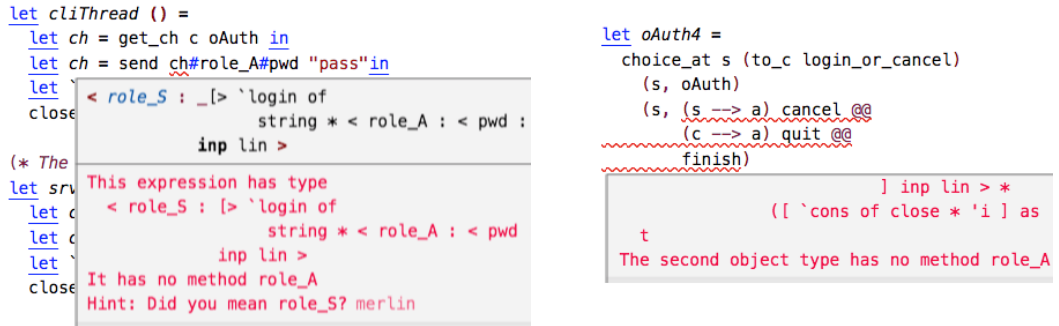 let cliThread () =
let ch = get_ch c oAuth in
let ch = send ch#role_A#pwd "pass"in
let `
close
< role_S : _[> `login of
string * < role_A : < pwd :
inp lin >
(* The
let srv
let
let
let `
close
This expression has type
< role_S : [> `login of
string * < role_A : < pwd
inp lin >
It has no method role_A
Hint: Did you mean role_S? merlin
let oAuth4 =
choice_at s (to_c login_or_cancel)
(s, oAuth)
(s, (s --> a) cancel @@
(c --> a) quit @@
finish)
] inp lin > *
([ `cons of close * 'i ] as
t
The second object type has no method role_A